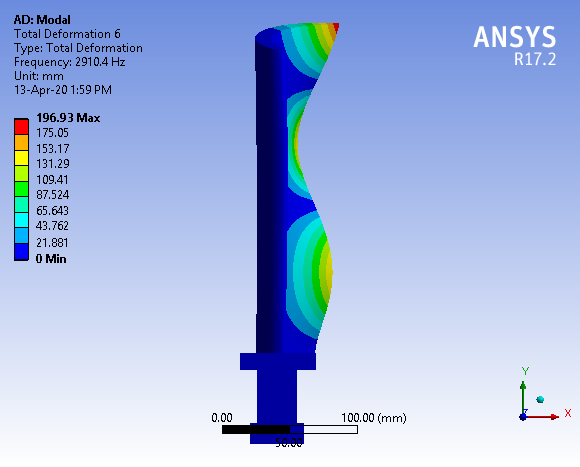 AD: Modal
Total Deformation 6
Type: Total Deformation
Frequency: 2910.4 Hz
Unit: mm
13-Apr-20 1:59 PM
ANSYS
R17.2
196.93 Max
175.05
153.17
131.29
109.41
87.524
65.643
43.762
21.881
0 Min
Y
Z
X
0.00
100.00 (mm)
50.00